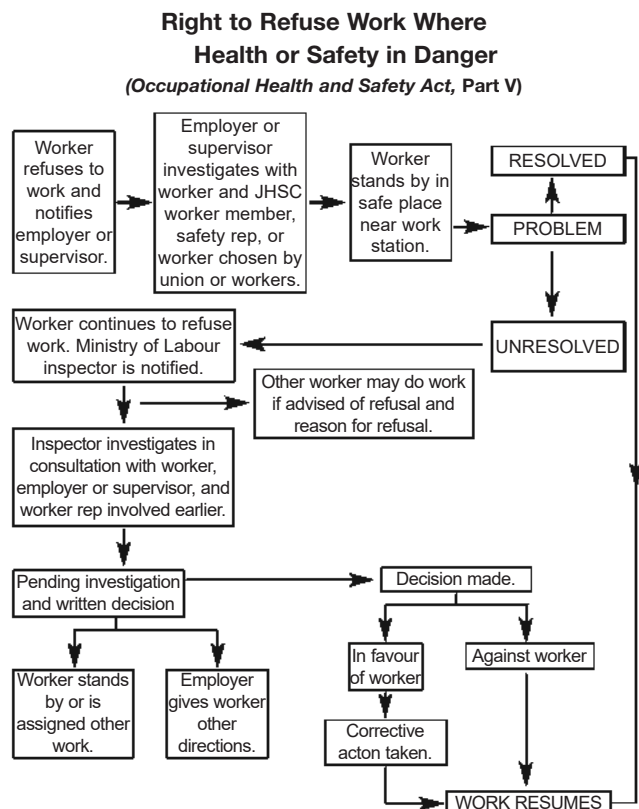 Right to Refuse Work Where
Health or Safety in Danger
(Occupational Health and Safety Act, Part V)
Worker
refuses to
work and
notifies
employer or
supervisor.
Employer or
supervisor
investigates with
worker and JHSC
worker member,
safety rep, or
worker chosen by
union or workers.
Worker
stands by in
safe place
near work
station.
RESOLVED
PROBLEM
UNRESOLVED
Worker continues to refuse
work. Ministry of Labour
inspector is notified.
Other worker may do work
if advised of refusal and
reason for refusal.
Inspector investigates in
consultation with worker,
employer or supervisor, and
worker rep involved earlier.
Pending investigation
and written decision
Decision made.
Worker stands
by or is
assigned other
work.
Employer
gives worker
other
directions.
In favour
of worker
Against worker
Corrective
acton taken.
WORK RESUMES